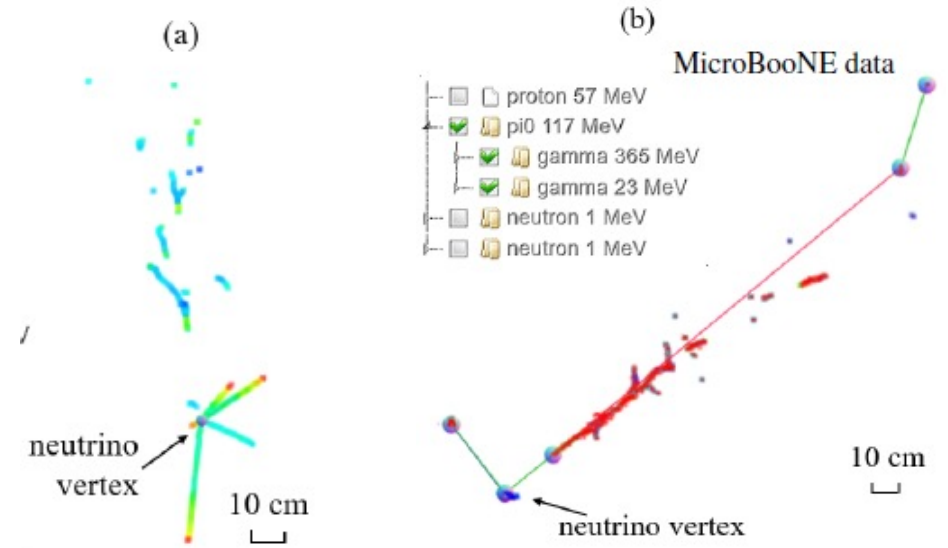 (a)
(b)
MicroBooNE data
proton 57 MeV
pi0 117 MeV
gamma 365 MeV
gamma 23 MeV
neutron 1 MeV
neutron 1 MeV
neutrino
vertex
10 cm
10 cm
neutrino vertex